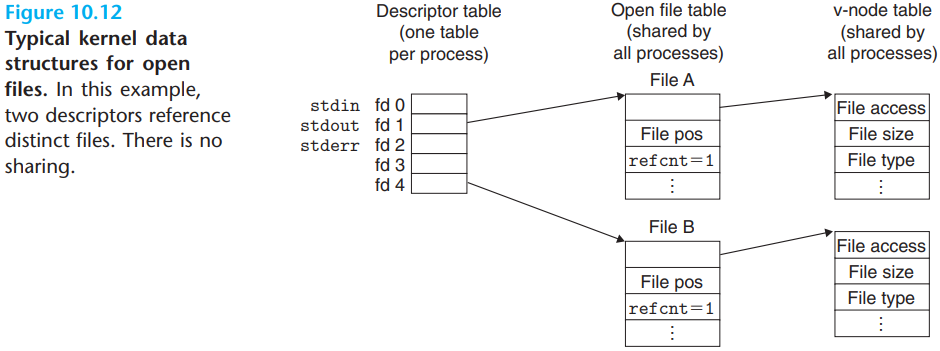 Figure 10.12
Typical kernel data
structures for open
files. In this example,
two descriptors reference
distinct files. There is no
sharing.
Descriptor table
(one table
per process)
Open file table
(shared by
all processes)
v-node table
(shared by
all processes)
stdin fd 0
stdout fd 1
stderr fd 2
fd 3
fd 4
File A
File pos
refcnt=1
⋮
File access
File size
File type
⋮
File B
File pos
refcnt=1
⋮
File access
File size
File type
⋮